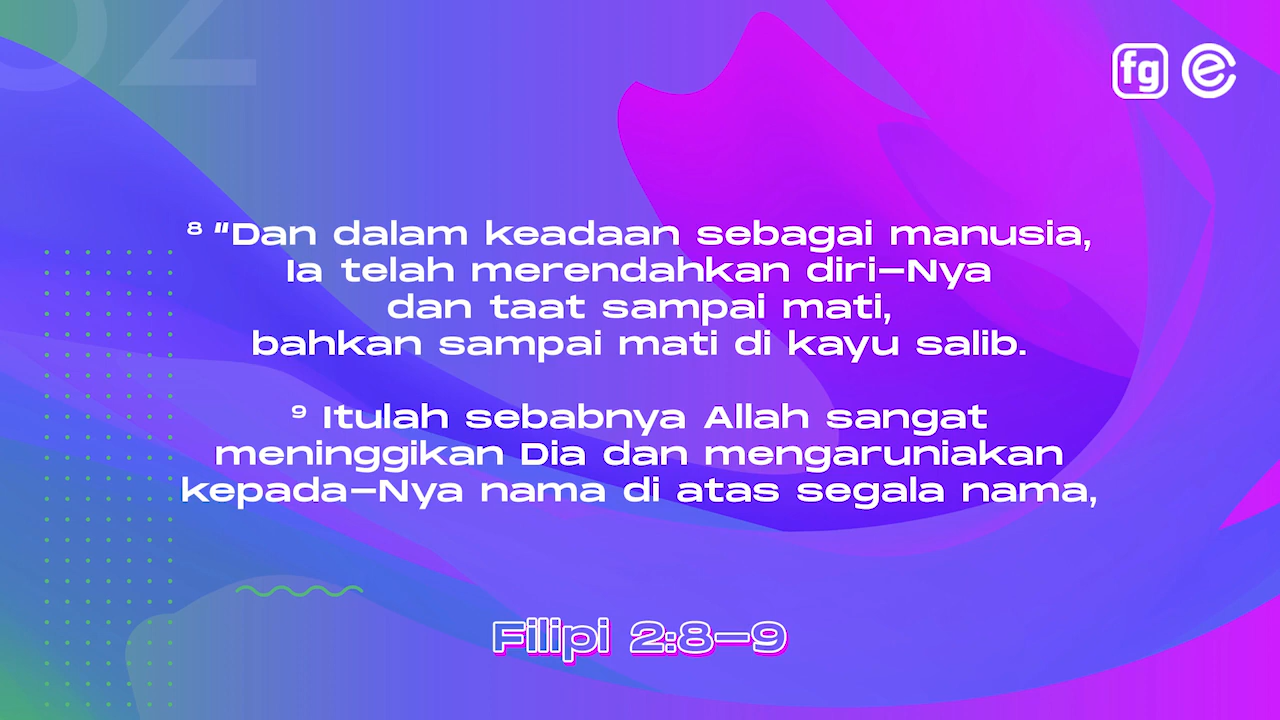 02
fg e
⁸ “Dan dalam keadaan sebagai manusia,
Ia telah merendahkan diri–Nya
dan taat sampai mati,
bahkan sampai mati di kayu salib.
⁹ Itulah sebabnya Allah sangat
meninggikan Dia dan mengaruniakan
kepada–Nya nama di atas segala nama,
Filipi 2:8–9